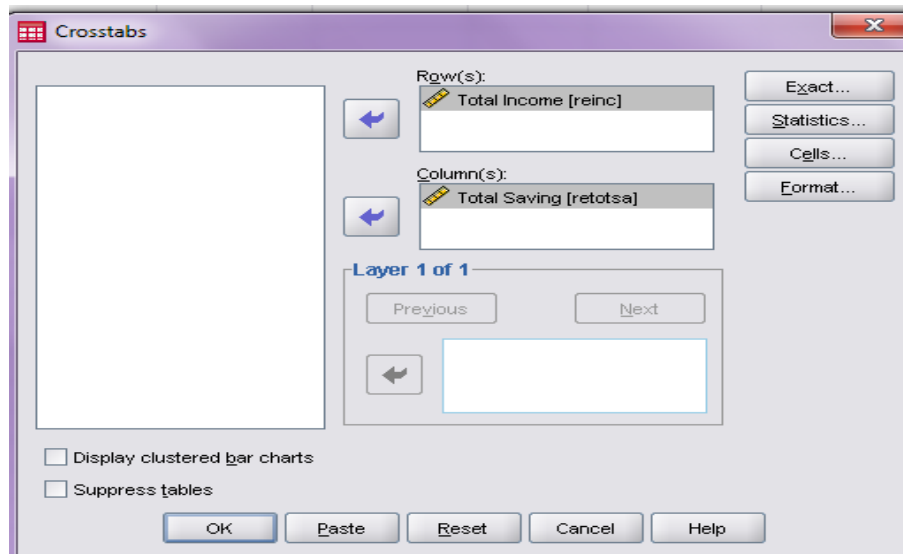 Crosstabs
Row(s):
Total Income [reinc]
Column(s):
Total Saving [retotsa]
Layer 1 of 1
Previous
Next
Exact...
Statistics...
Cells...
Format...
Display clustered bar charts
Suppress tables
OK
Paste
Reset
Cancel
Help